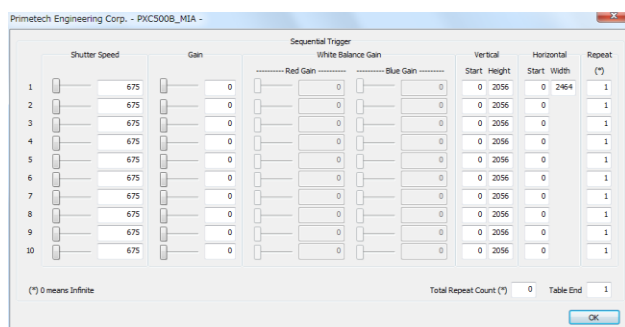 Primetech Engineering Corp. - PXC500B_MIA -
Sequential Trigger
Shutter Speed Gain White Balance Gain Vertical Horizontal Repeat
---------- Red Gain ---------- ---------- Blue Gain --------- Start Height Start Width (*)
1 675 0 0 0 0 2056 0 2464 1
2 675 0 0 0 0 2056 0 1
3 675 0 0 0 0 2056 0 1
4 675 0 0 0 0 2056 0 1
5 675 0 0 0 0 2056 0 1
6 675 0 0 0 0 2056 0 1
7 675 0 0 0 0 2056 0 1
8 675 0 0 0 0 2056 0 1
9 675 0 0 0 0 2056 0 1
10 675 0 0 0 0 2056 0 1
(*) 0 means Infinite Total Repeat Count (*) 0 Table End 1
OK